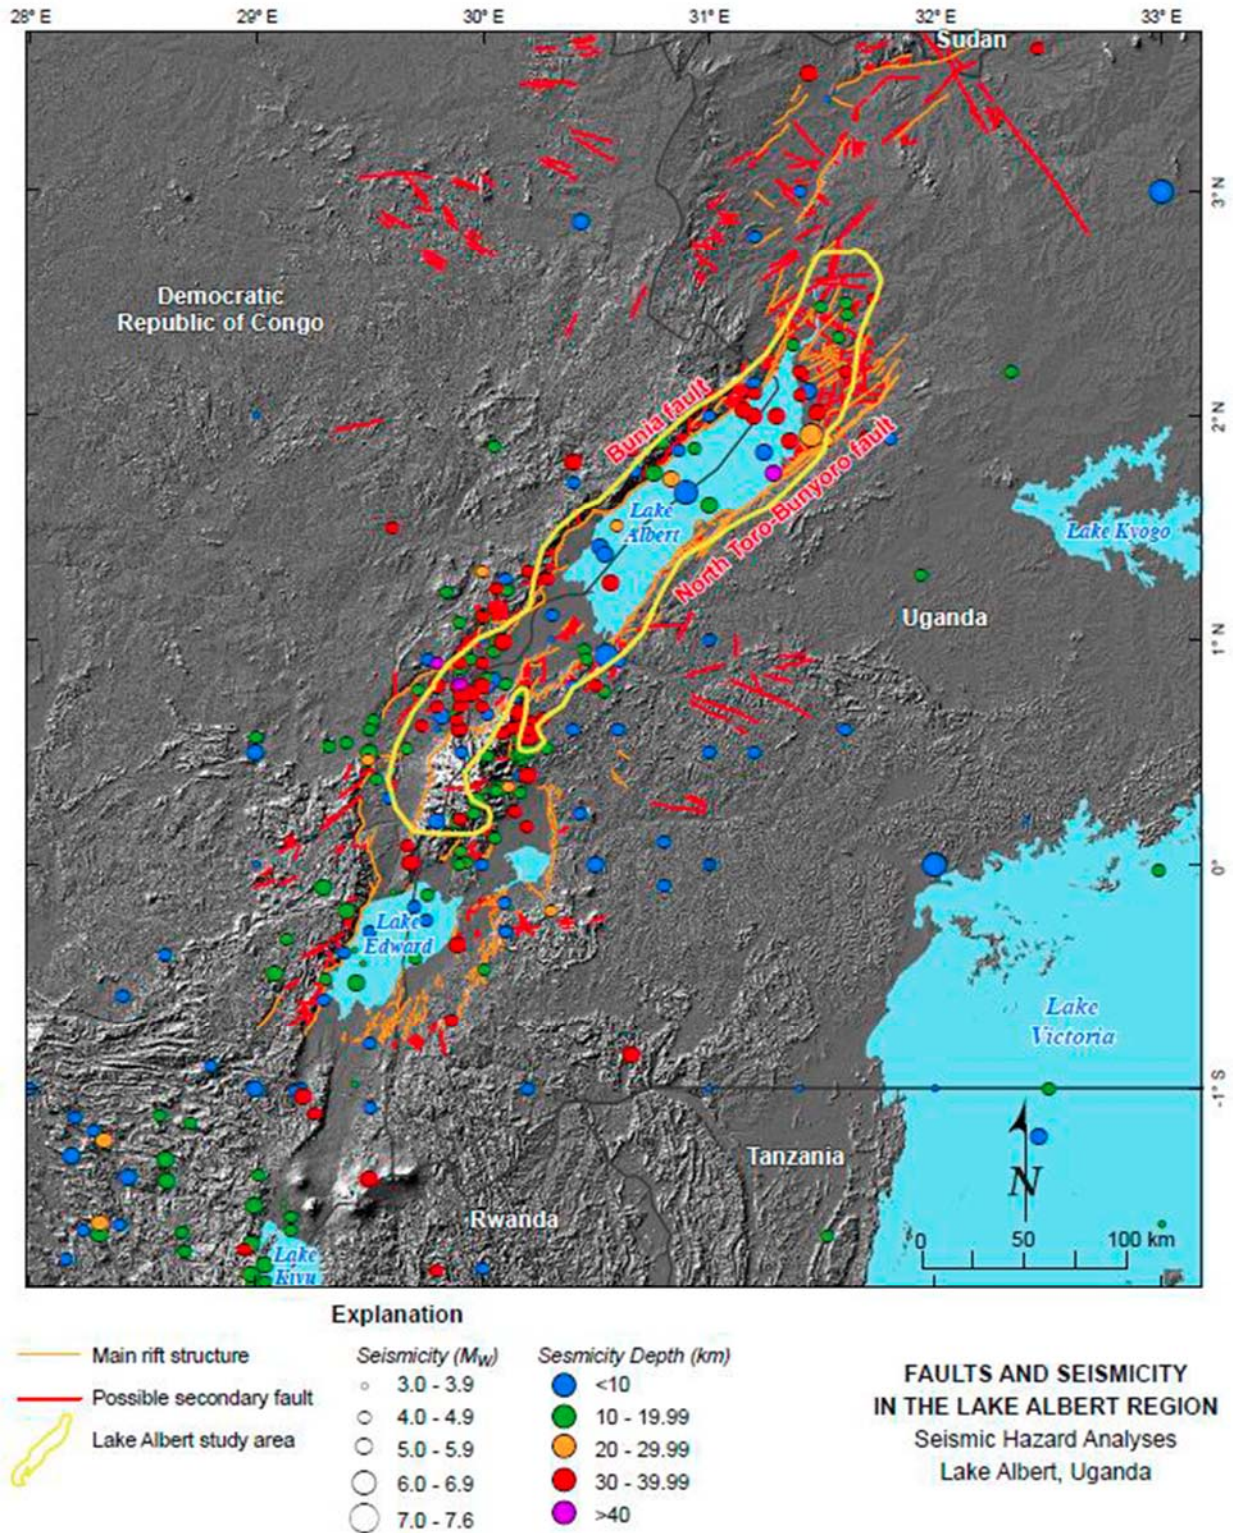 28° E 29° E 30° E 31° E 32° E 33° E
Sudan
3° N
Democratic
Republic of Congo
2° N
Bunia fault
North Toro-Bunyoro fault
Lake
Albert
Lake Kyogo
Uganda
1° N
0°
Lake
Edward
Lake
Victoria
-1° S
Tanzania
N
Rwanda
0 50 100 km
Lake
Kivu
Explanation
Main rift structure
Possible secondary fault
Lake Albert study area
Seismicity (Mw)
3.0 - 3.9
4.0 - 4.9
5.0 - 5.9
6.0 - 6.9
7.0 - 7.6
Sesmicity Depth (km)
<10
10 - 19.99
20 - 29.99
30 - 39.99
>40
FAULTS AND SEISMICITY
IN THE LAKE ALBERT REGION
Seismic Hazard Analyses
Lake Albert, Uganda